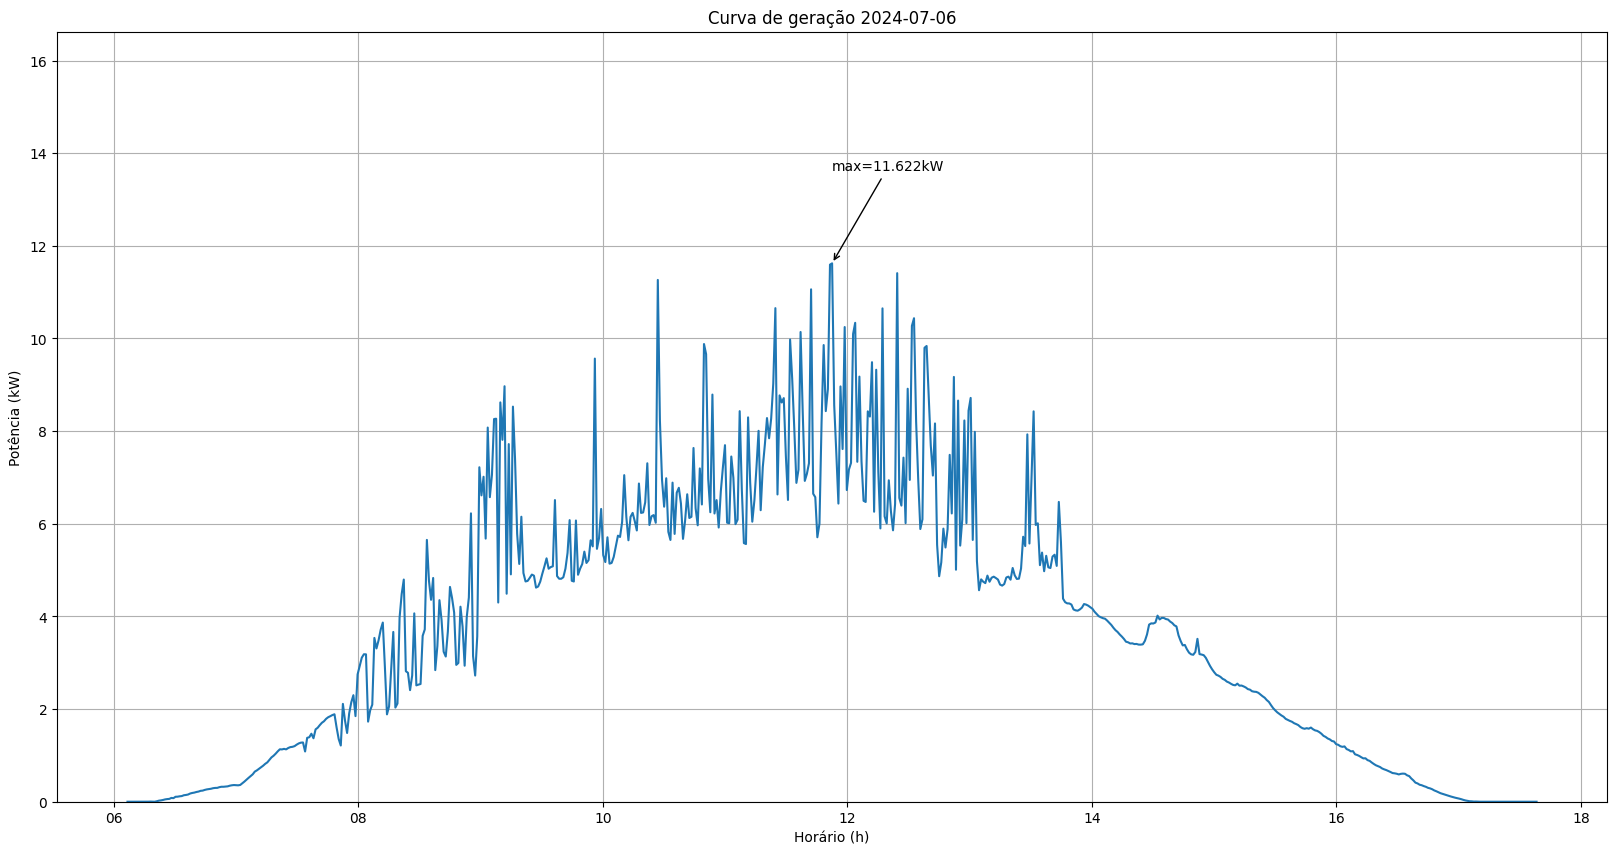 Curva de geração 2024-07-06
16
14
max=11.622kW
12
10
8
6
4
2
0
Potência (kW)
06 08 10 12 14 16 18
Horário (h)